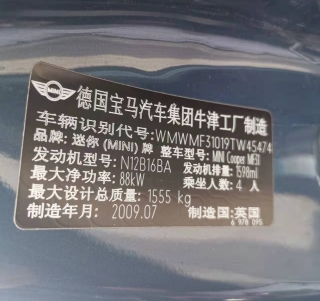 MINI
德国宝马汽车集团牛津工厂制造
车辆识别代号:WMWMF31019TW45474
品牌: 迷你 (MINI) 牌 整车型号: MINI Cooper MF31
发动机型号: N12B16BA 发动机排量: 1598ml
最大净功率: 88kW 乘坐人数: 4 人
最大设计总质量: 1555 kg
制造年月: 2009.07 制造国: 英国
6 978 095